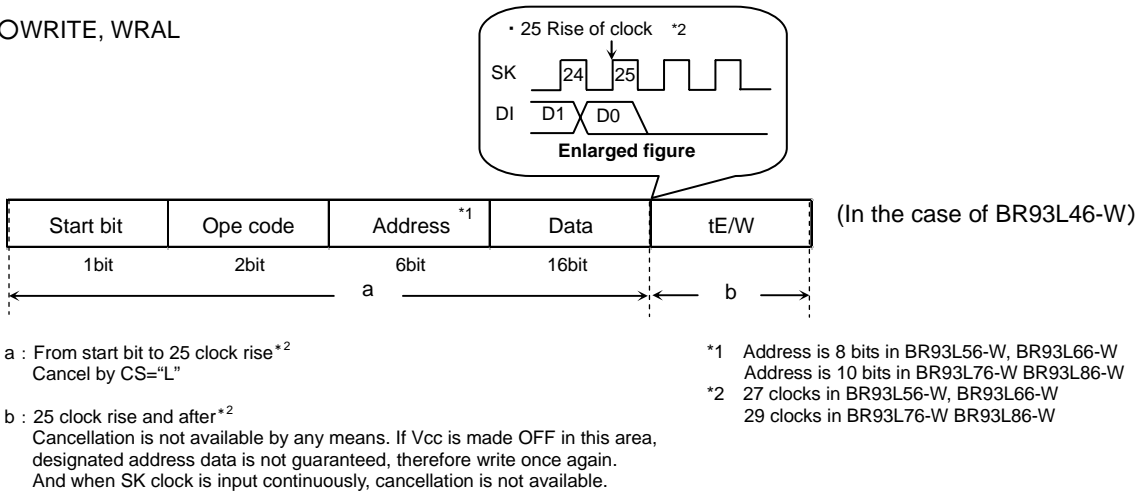 ○WRITE, WRAL
・25 Rise of clock *2
SK 24 25
DI D1 D0
Enlarged figure
Start bit Ope code Address *1 Data tE/W (In the case of BR93L46-W)
1bit 2bit 6bit 16bit
a b
a : From start bit to 25 clock rise*2
Cancel by CS=“L”
b : 25 clock rise and after*2
Cancellation is not available by any means. If Vcc is made OFF in this area,
designated address data is not guaranteed, therefore write once again.
And when SK clock is input continuously, cancellation is not available.
*1 Address is 8 bits in BR93L56-W, BR93L66-W
Address is 10 bits in BR93L76-W BR93L86-W
*2 27 clocks in BR93L56-W, BR93L66-W
29 clocks in BR93L76-W BR93L86-W